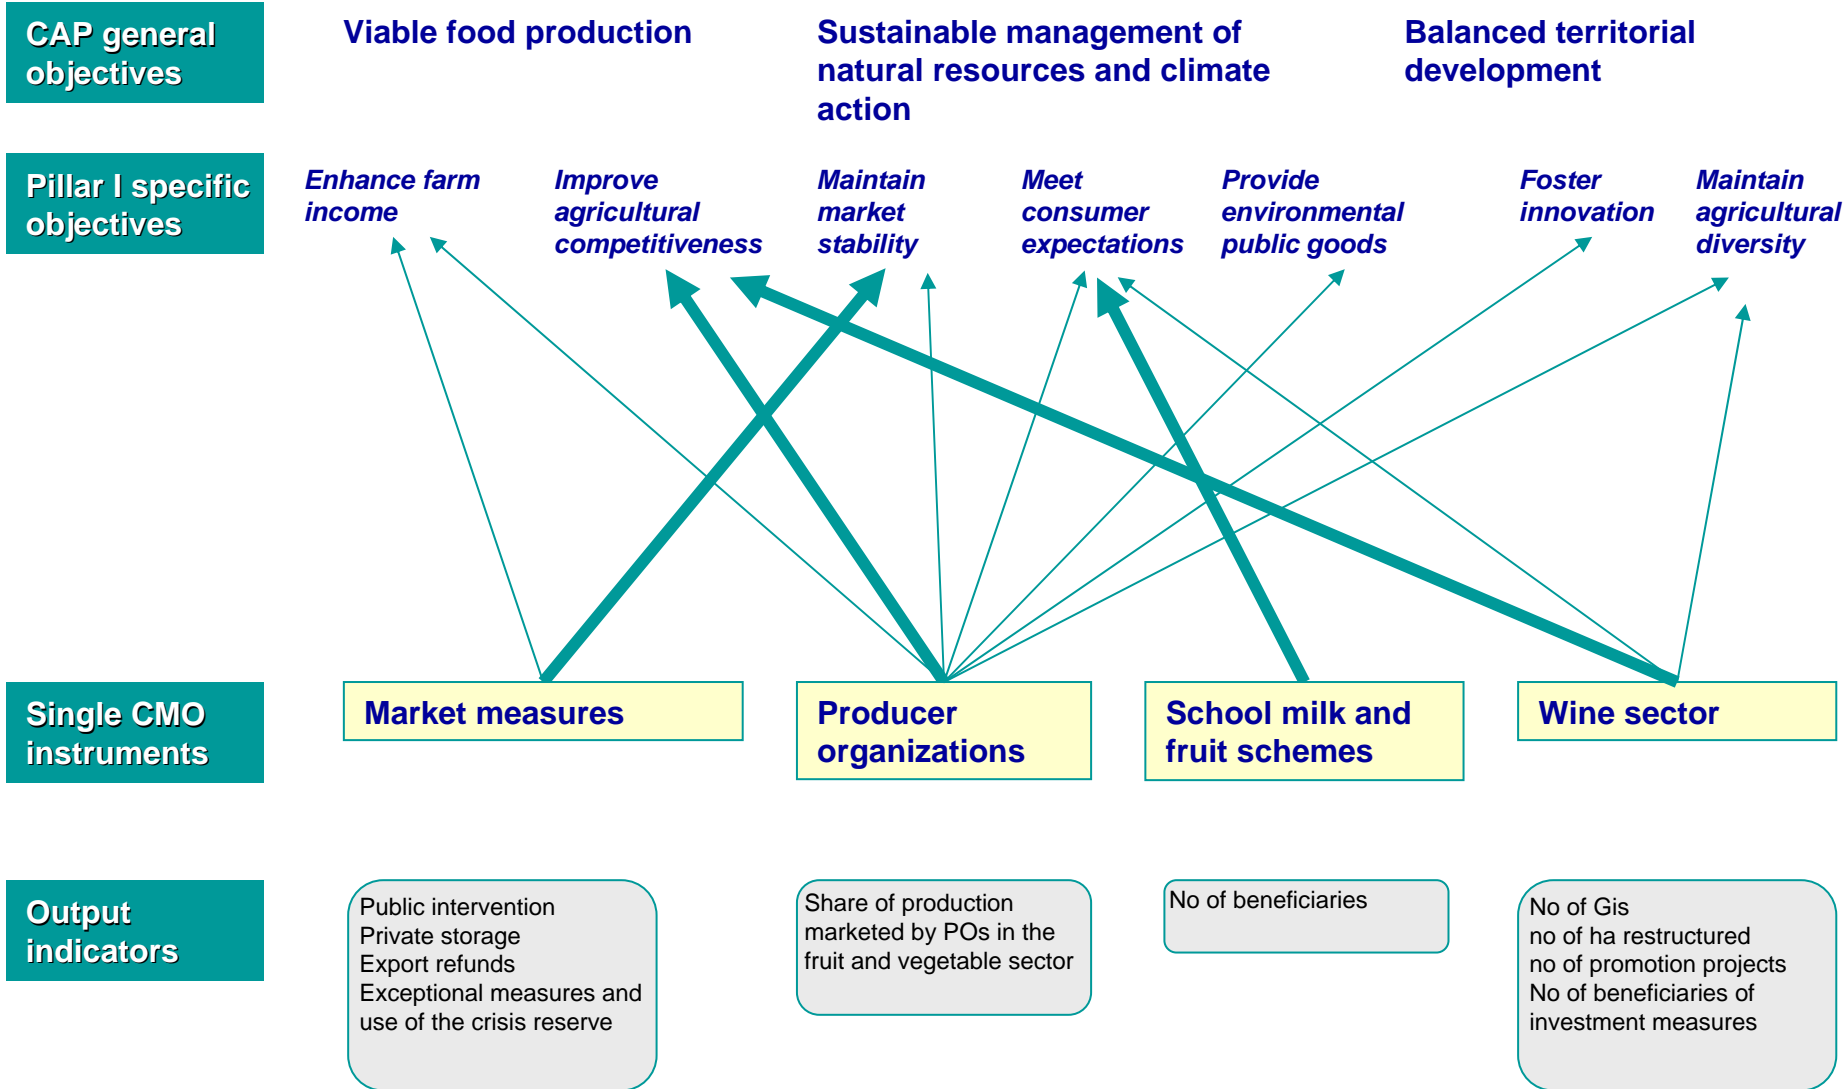 CAP general
objectives
Viable food production
Sustainable management of
natural resources and climate
action
Balanced territorial
development
Pillar I specific
objectives
Enhance farm
income
Improve
agricultural
competitiveness
Maintain
market
stability
Meet
consumer
expectations
Provide
environmental
public goods
Foster
innovation
Maintain
agricultural
diversity
Single CMO
instruments
Market measures
Producer
organizations
School milk and
fruit schemes
Wine sector
Output
indicators
Public intervention
Private storage
Export refunds
Exceptional measures and
use of the crisis reserve
Share of production
marketed by POs in the
fruit and vegetable sector
No of beneficiaries
No of Gis
no of ha restructured
no of promotion projects
No of beneficiaries of
investment measures